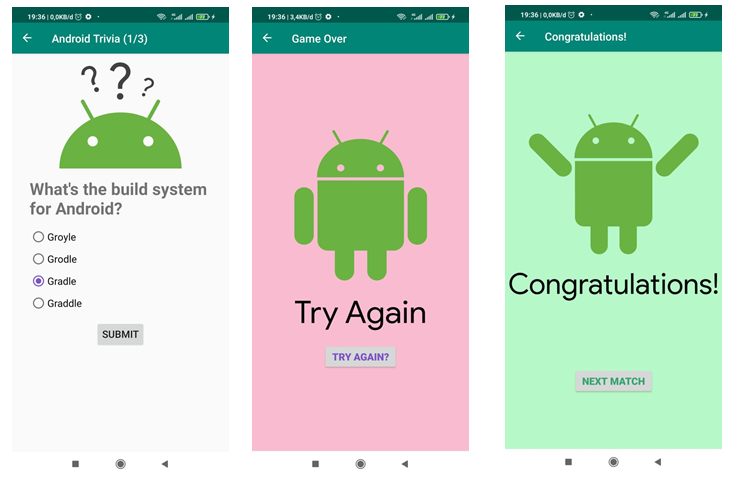 19:36 | 0,0KB/d
Android Trivia (1/3)
? ? ?
What's the build system
for Android?
Groyle
Grodle
Gradle
Graddle
SUBMIT
19:36 | 3,4KB/d
Game Over
Try Again
TRY AGAIN?
19:36 | 0,0KB/d
Congratulations!
Congratulations!
NEXT MATCH